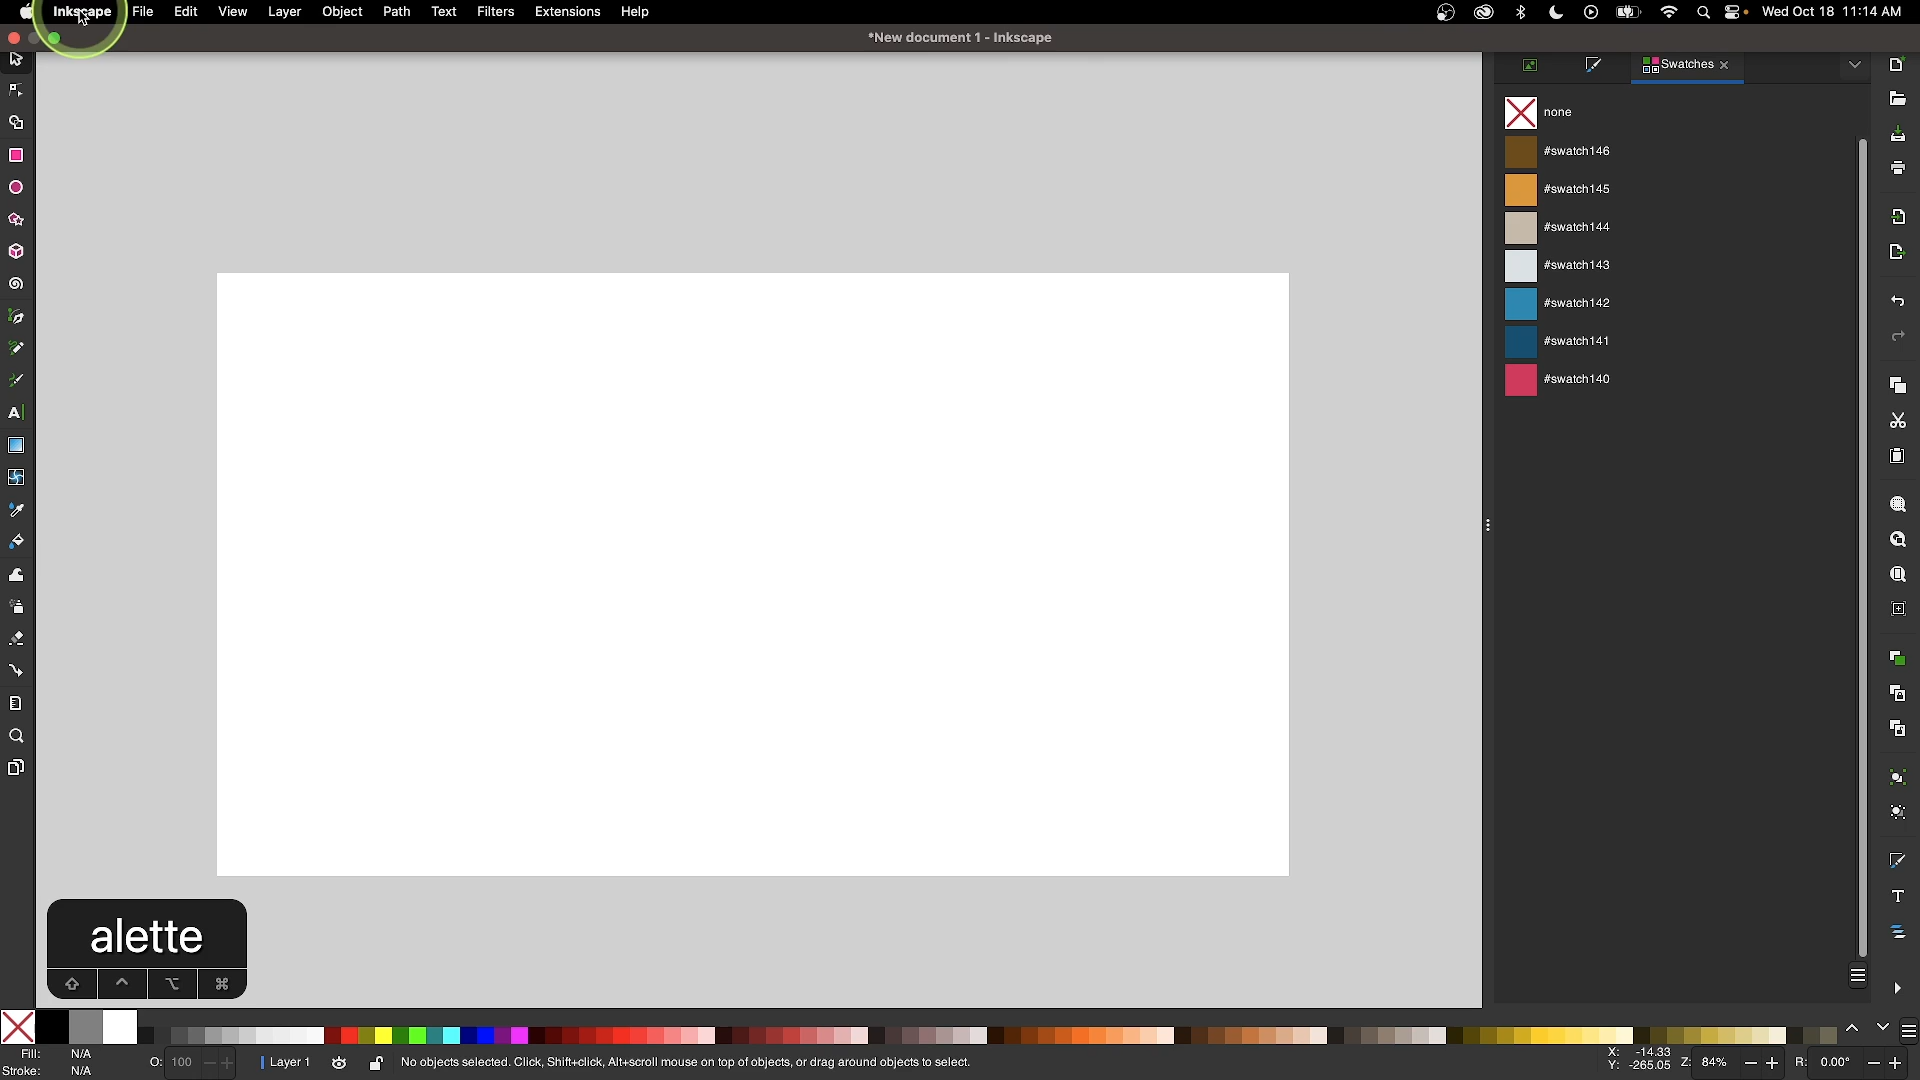 Inkscape File Edit View Layer Object Path Text Filters Extensions Help
Wed Oct 18 11:14 AM
*New document 1 - Inkscape
Swatches
none
#swatch146
#swatch145
#swatch144
#swatch143
#swatch142
#swatch141
#swatch140
alette
Fill: N/A
Stroke: N/A
O: 100
Layer 1
No objects selected. Click, Shift+click, Alt+scroll mouse on top of objects, or drag around objects to select.
X: -14.33
Y: -265.05
Z: 84%
R: 0.00°